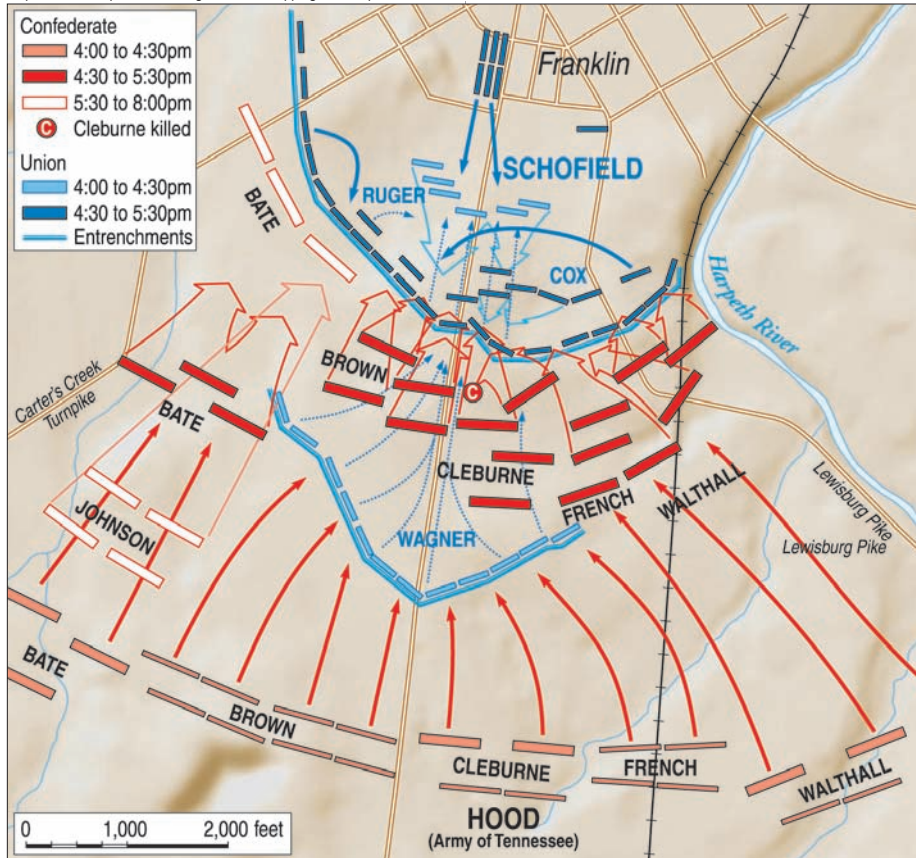 Confederate
4:00 to 4:30pm
4:30 to 5:30pm
5:30 to 8:00pm
C Cleburne killed
Union
4:00 to 4:30pm
4:30 to 5:30pm
Entrenchments
Franklin
SCHOFIELD
RUGER
BATE
COX
Harpeth River
BROWN
C
Carter's Creek
Turnpike
BATE
CLEBURNE
FRENCH
WALTHALL
Lewisburg Pike
Lewisburg Pike
JOHNSON
WAGNER
BATE
BROWN
CLEBURNE
FRENCH
WALTHALL
HOOD
(Army of Tennessee)
0 1,000 2,000 feet